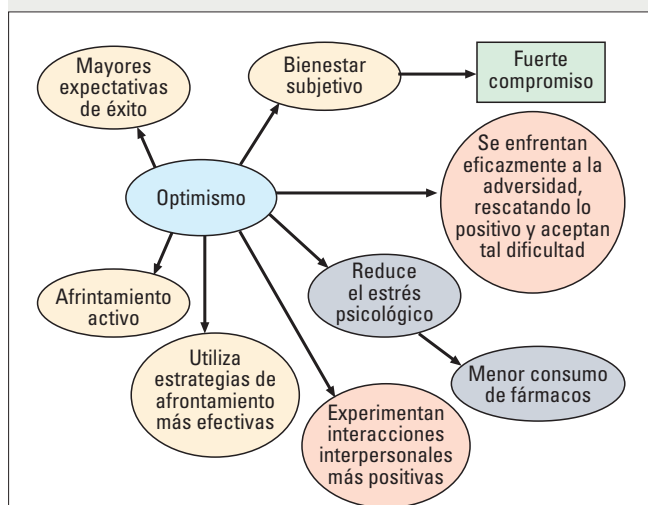 Mayores
expectativas
de éxito
Bienestar
subjetivo
Fuerte
compromiso
Se enfrentan
eficazmente a la
adversidad,
rescatando lo
positivo y aceptan
tal dificultad
Optimismo
Reduce
el estrés
psicológico
Afrintamiento
activo
Utiliza
estrategias de
afrontamiento
más efectivas
Menor consumo
de fármacos
Experimentan
interacciones
interpersonales
más positivas